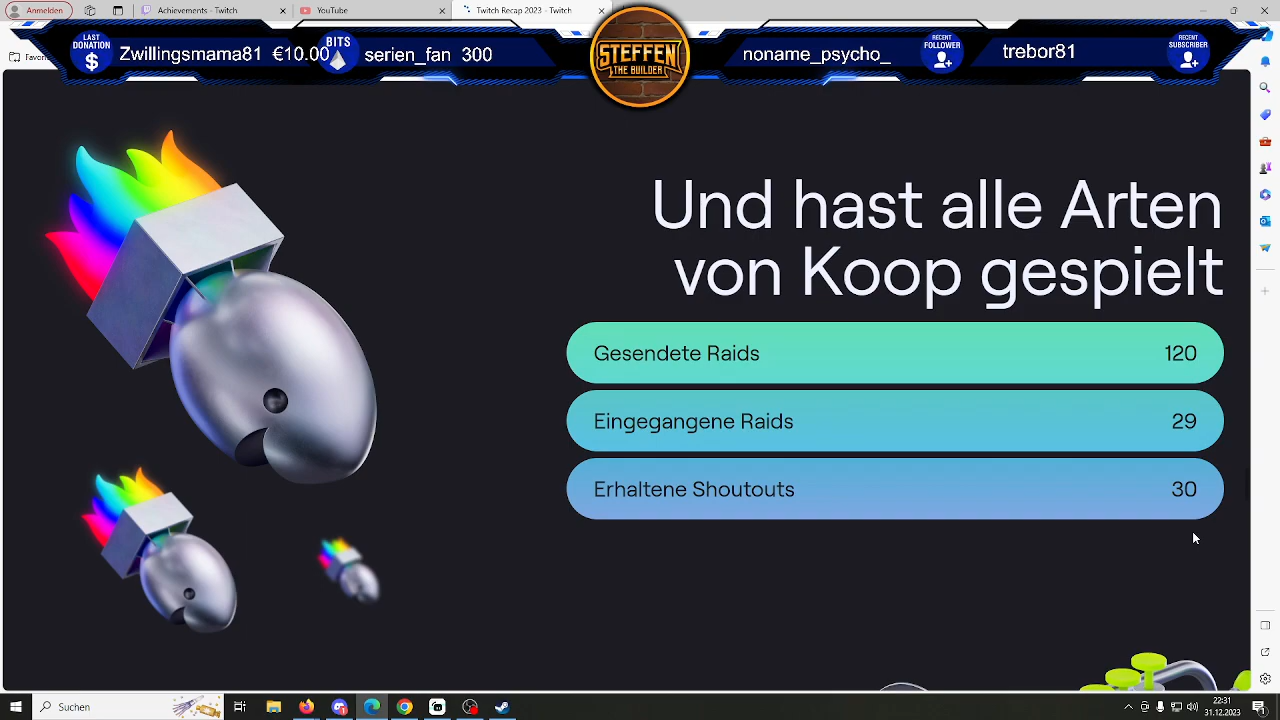 Anmelden
Achievements - Twitch
YouTube
Twitch Recap 2023 - Twitch
LAST
DONATION
Zwillingsmama81 €10.00
BITS
serien_fan 300
STEFFEN
THE BUILDER
noname_psycho_
RECENT
FOLLOWER
trebor81
RECENT
SUBSCRIBER
Und hast alle Arten
von Koop gespielt
Gesendete Raids 120
Eingegangene Raids 29
Erhaltene Shoutouts 30
Suchen
22:31
31.12.2023